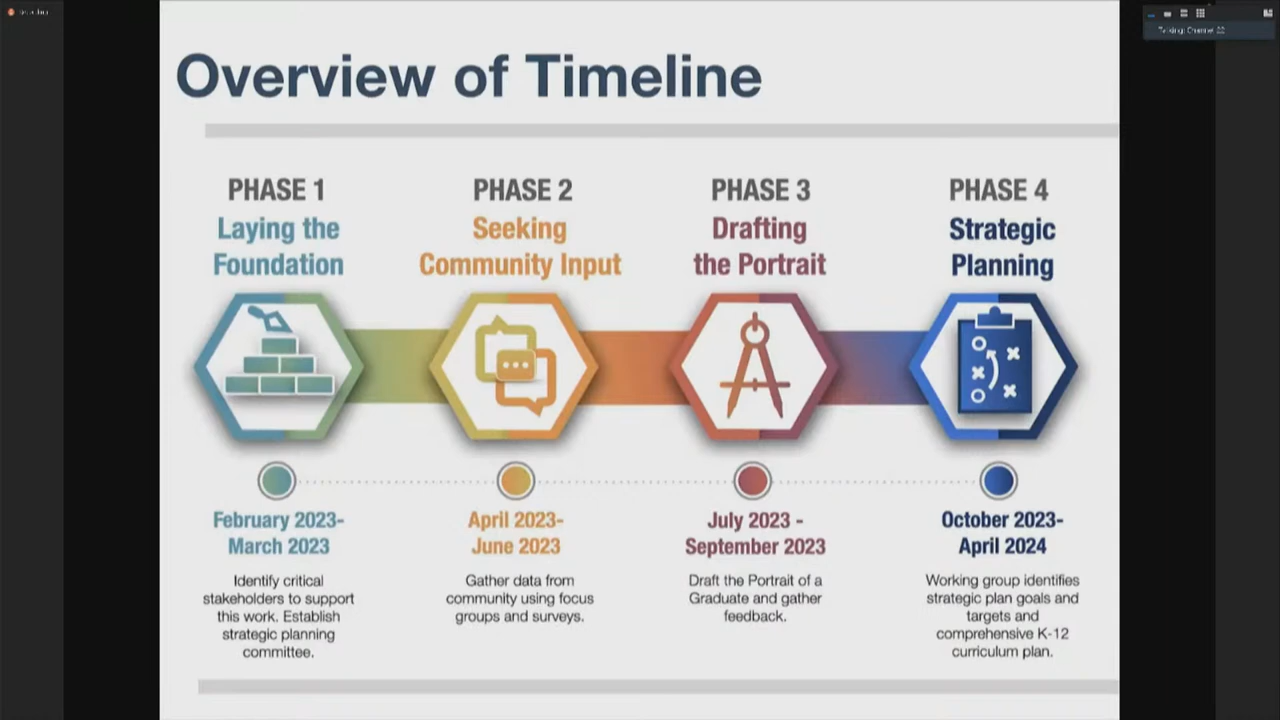 Overview of Timeline
PHASE 1
Laying the
Foundation
February 2023-
March 2023
Identify critical
stakeholders to support
this work. Establish
strategic planning
committee.
PHASE 2
Seeking
Community Input
April 2023-
June 2023
Gather data from
community using focus
groups and surveys.
PHASE 3
Drafting
the Portrait
July 2023 -
September 2023
Draft the Portrait of a
Graduate and gather
feedback.
PHASE 4
Strategic
Planning
October 2023-
April 2024
Working group identifies
strategic plan goals and
targets and
comprehensive K-12
curriculum plan.
Talking: Channel 22